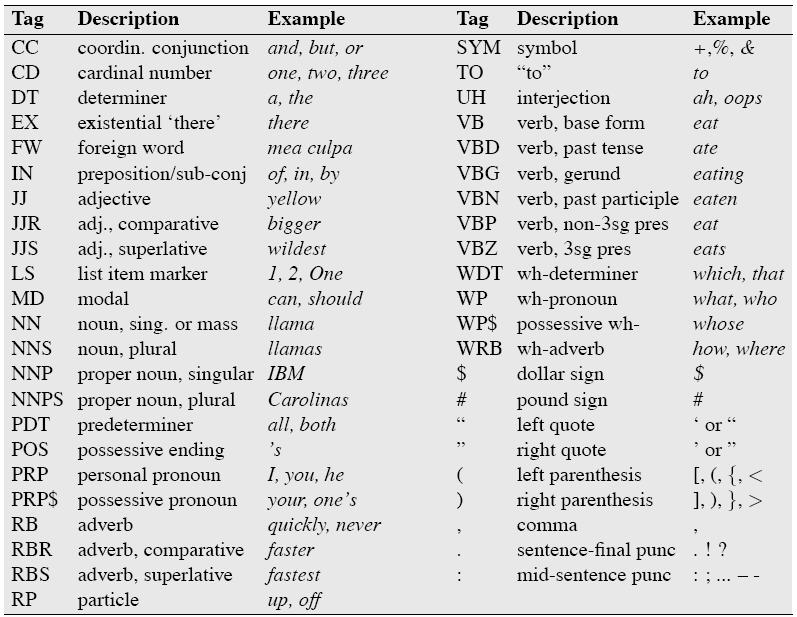 Tag Description Example Tag Description Example
CC coordin. conjunction and, but, or SYM symbol +,%, &
CD cardinal number one, two, three TO “to” to
DT determiner a, the UH interjection ah, oops
EX existential ‘there’ there VB verb, base form eat
FW foreign word mea culpa VBD verb, past tense ate
IN preposition/sub-conj of, in, by VBG verb, gerund eating
JJ adjective yellow VBN verb, past participle eaten
JJR adj., comparative bigger VBP verb, non-3sg pres eat
JJS adj., superlative wildest VBZ verb, 3sg pres eats
LS list item marker 1, 2, One WDT wh-determiner which, that
MD modal can, should WP wh-pronoun what, who
NN noun, sing. or mass llama WP$ possessive wh- whose
NNS noun, plural llamas WRB wh-adverb how, where
NNP proper noun, singular IBM $ dollar sign $
NNPS proper noun, plural Carolinas # pound sign #
PDT predeterminer all, both “ left quote ‘ or “
POS possessive ending ’s ” right quote ’ or ”
PRP personal pronoun I, you, he ( left parenthesis [, (, {, <
PRP$ possessive pronoun your, one’s ) right parenthesis ], ), }, >
RB adverb quickly, never , comma ,
RBR adverb, comparative faster . sentence-final punc . ! ?
RBS adverb, superlative fastest : mid-sentence punc : ; ... – -
RP particle up, off